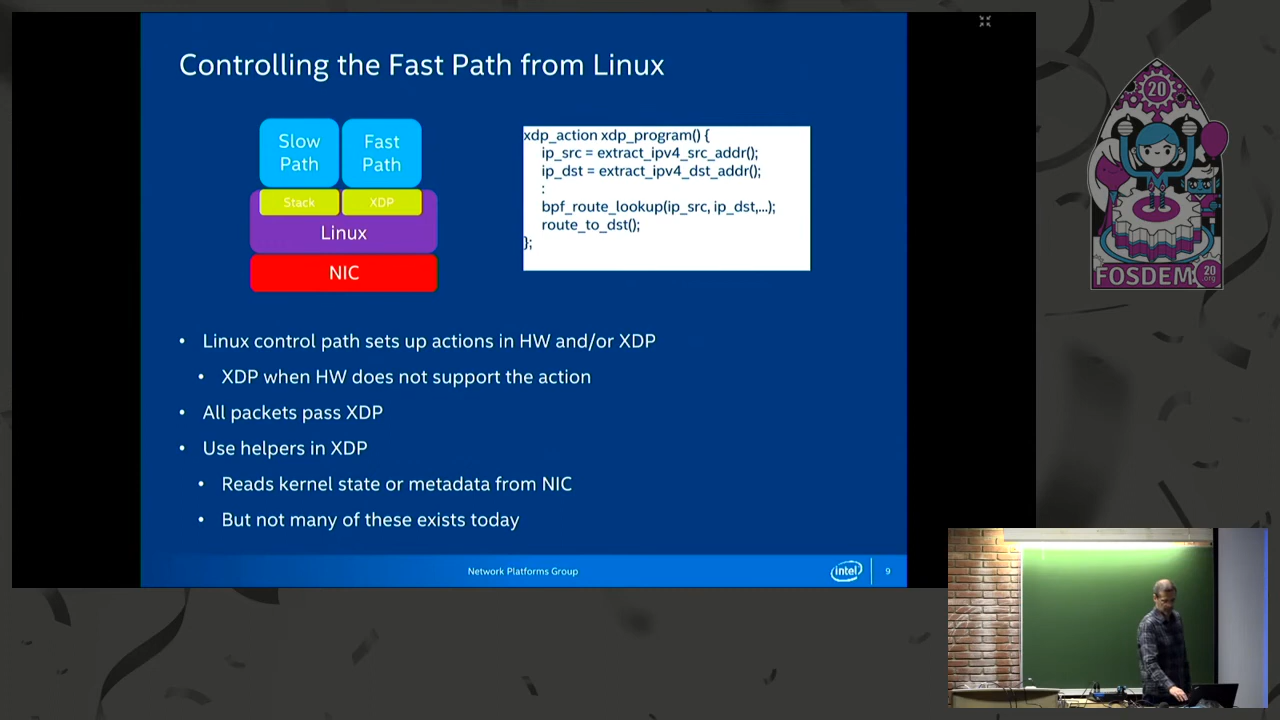 Controlling the Fast Path from Linux
Slow
Path
Fast
Path
Stack
XDP
Linux
NIC
xdp_action xdp_program() {
ip_src = extract_ipv4_src_addr();
ip_dst = extract_ipv4_dst_addr();
:
bpf_route_lookup(ip_src, ip_dst,...);
route_to_dst();
};
• Linux control path sets up actions in HW and/or XDP
• XDP when HW does not support the action
• All packets pass XDP
• Use helpers in XDP
• Reads kernel state or metadata from NIC
• But not many of these exists today
Network Platforms Group
intel
9
20
FOSDEM
20
.org